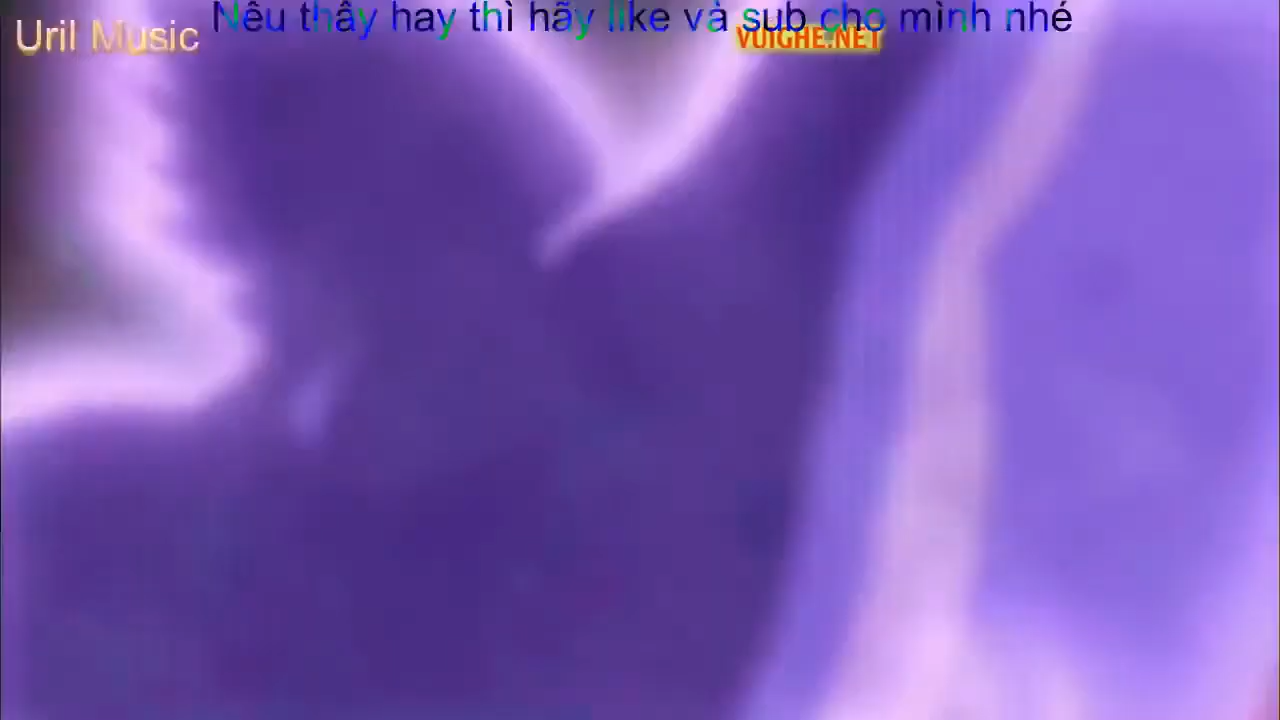 Nếu thấy hay thì hãy like và sub cho mình nhé
Uril Music
VUIGHE.NET